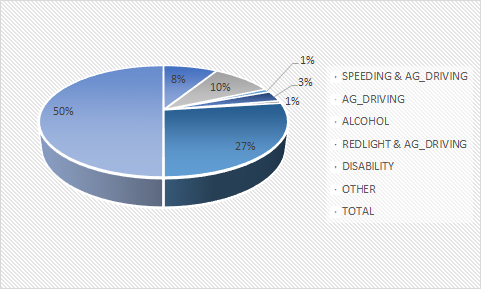 1%
8%
3%
10%
1%
50%
27%
SPEEDING & AG_DRIVING
AG_DRIVING
ALCOHOL
REDLIGHT & AG_DRIVING
DISABILITY
OTHER
TOTAL